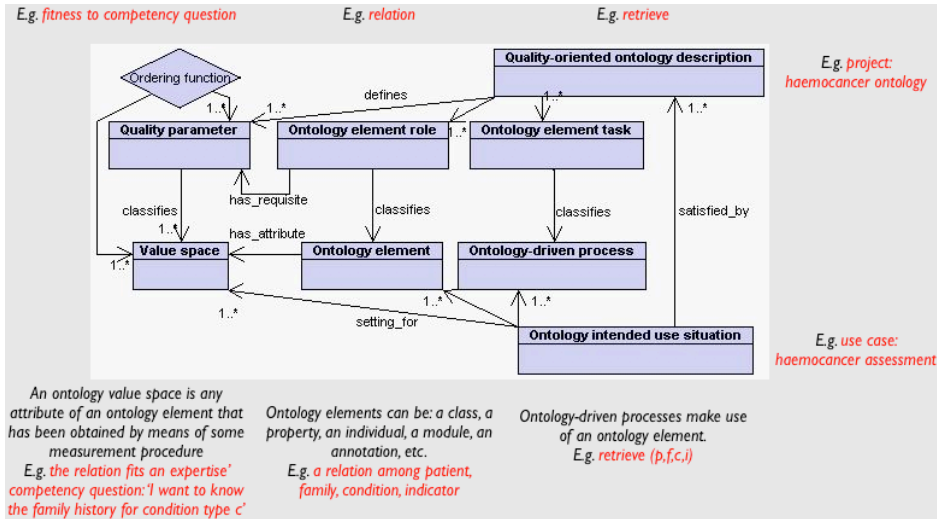 E.g. fitness to competency question
E.g. relation
E.g. retrieve
Quality-oriented ontology description
E.g. project:
haemocancer ontology
Ordering function
1..*
1..*
defines
1..*
1..*
Quality parameter
Ontology element role
Ontology element task
has_requisite
classifies
classifies
classifies
satisfied_by
1..*
has_attribute
Value space
Ontology element
Ontology-driven process
1..*
1..*
1..*
1..*
1..*
setting_for
Ontology intended use situation
E.g. use case:
haemocancer assessment
An ontology value space is any
attribute of an ontology element that
has been obtained by means of some
measurement procedure
E.g. the relation fits an expertise'
competency question: 'I want to know
the family history for condition type c'
Ontology elements can be: a class, a
property, an individual, a module, an
annotation, etc.
E.g. a relation among patient,
family, condition, indicator
Ontology-driven processes make use
of an ontology element.
E.g. retrieve (p,f,c,i)